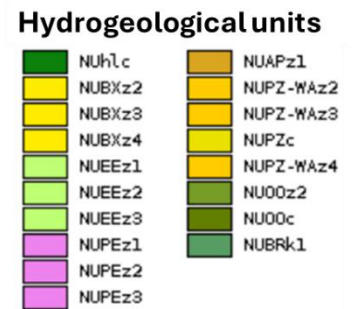 Hydrogeological units
NUhlc
NUBXz2
NUBXz3
NUBXz4
NUEEz1
NUEEz2
NUEEz3
NUPEz1
NUPEz2
NUPEz3
NUAPz1
NUPZ-WAz2
NUPZ-WAz3
NUPZc
NUPZ-WAz4
NUOOz2
NUOOc
NUBRk1